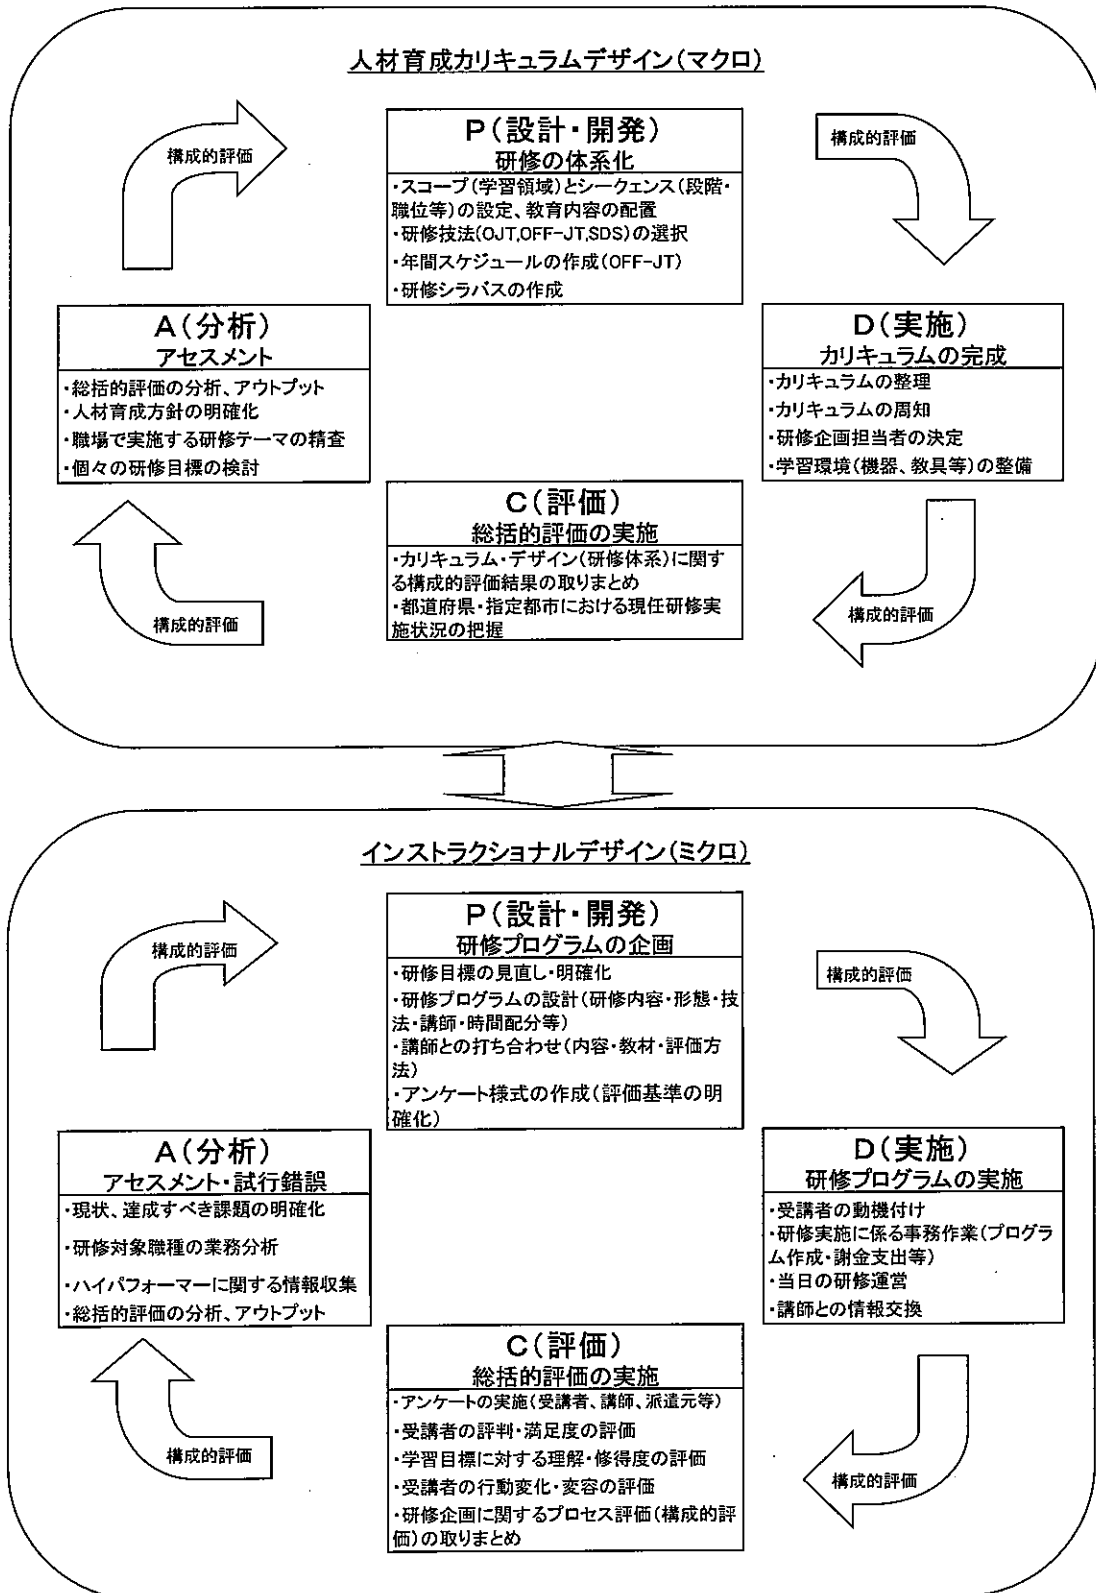 人材育成カリキュラムデザイン(マクロ)
構成的評価
P(設計・開発)
研修の体系化
・スコープ(学習領域)とシークェンス(段階・
職位等)の設定、教育内容の配置
・研修技法(OJT,OFF-JT,SDS)の選択
・年間スケジュールの作成(OFF-JT)
・研修シラバスの作成
構成的評価
A(分析)
アセスメント
・総括的評価の分析、アウトプット
・人材育成方針の明確化
・職場で実施する研修テーマの精査
・個々の研修目標の検討
D(実施)
カリキュラムの完成
・カリキュラムの整理
・カリキュラムの周知
・研修企画担当者の決定
・学習環境(機器、教具等)の整備
C(評価)
総括的評価の実施
・カリキュラム・デザイン(研修体系)に関す
る構成的評価結果の取りまとめ
・都道府県・指定都市における現任研修実
施状況の把握
構成的評価
構成的評価
インストラクショナルデザイン(ミクロ)
構成的評価
P(設計・開発)
研修プログラムの企画
・研修目標の見直し・明確化
・研修プログラムの設計(研修内容・形態・技
法・講師・時間配分等)
・講師との打ち合わせ(内容・教材・評価方
法)
・アンケート様式の作成(評価基準の明
確化)
構成的評価
A(分析)
アセスメント・試行錯誤
・現状、達成すべき課題の明確化
・研修対象職種の業務分析
・ハイパフォーマーに関する情報収集
・総括的評価の分析、アウトプット
D(実施)
研修プログラムの実施
・受講者の動機付け
・研修実施に係る事務作業(プログラ
ム作成・謝金支出等)
・当日の研修運営
・講師との情報交換
C(評価)
総括的評価の実施
・アンケートの実施(受講者、講師、派遣元等)
・受講者の評判・満足度の評価
・学習目標に対する理解・修得度の評価
・受講者の行動変化・変容の評価
・研修企画に関するプロセス評価(構成的評
価)の取りまとめ
構成的評価
構成的評価